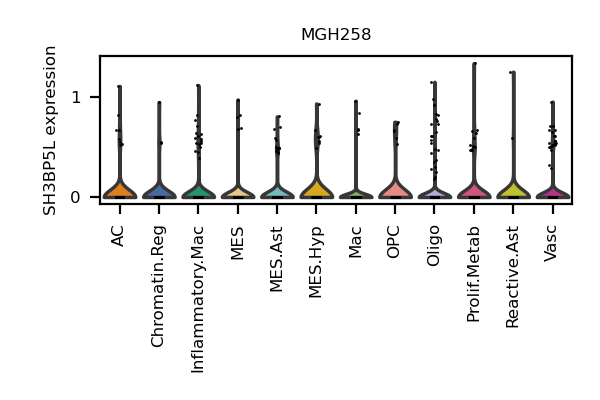 MGH258
SH3BP5L expression
1
0
AC
Chromatin.Reg
Inflammatory.Mac
MES
MES.Ast
MES.Hyp
Mac
OPC
Oligo
Prolif.Metab
Reactive.Ast
Vasc